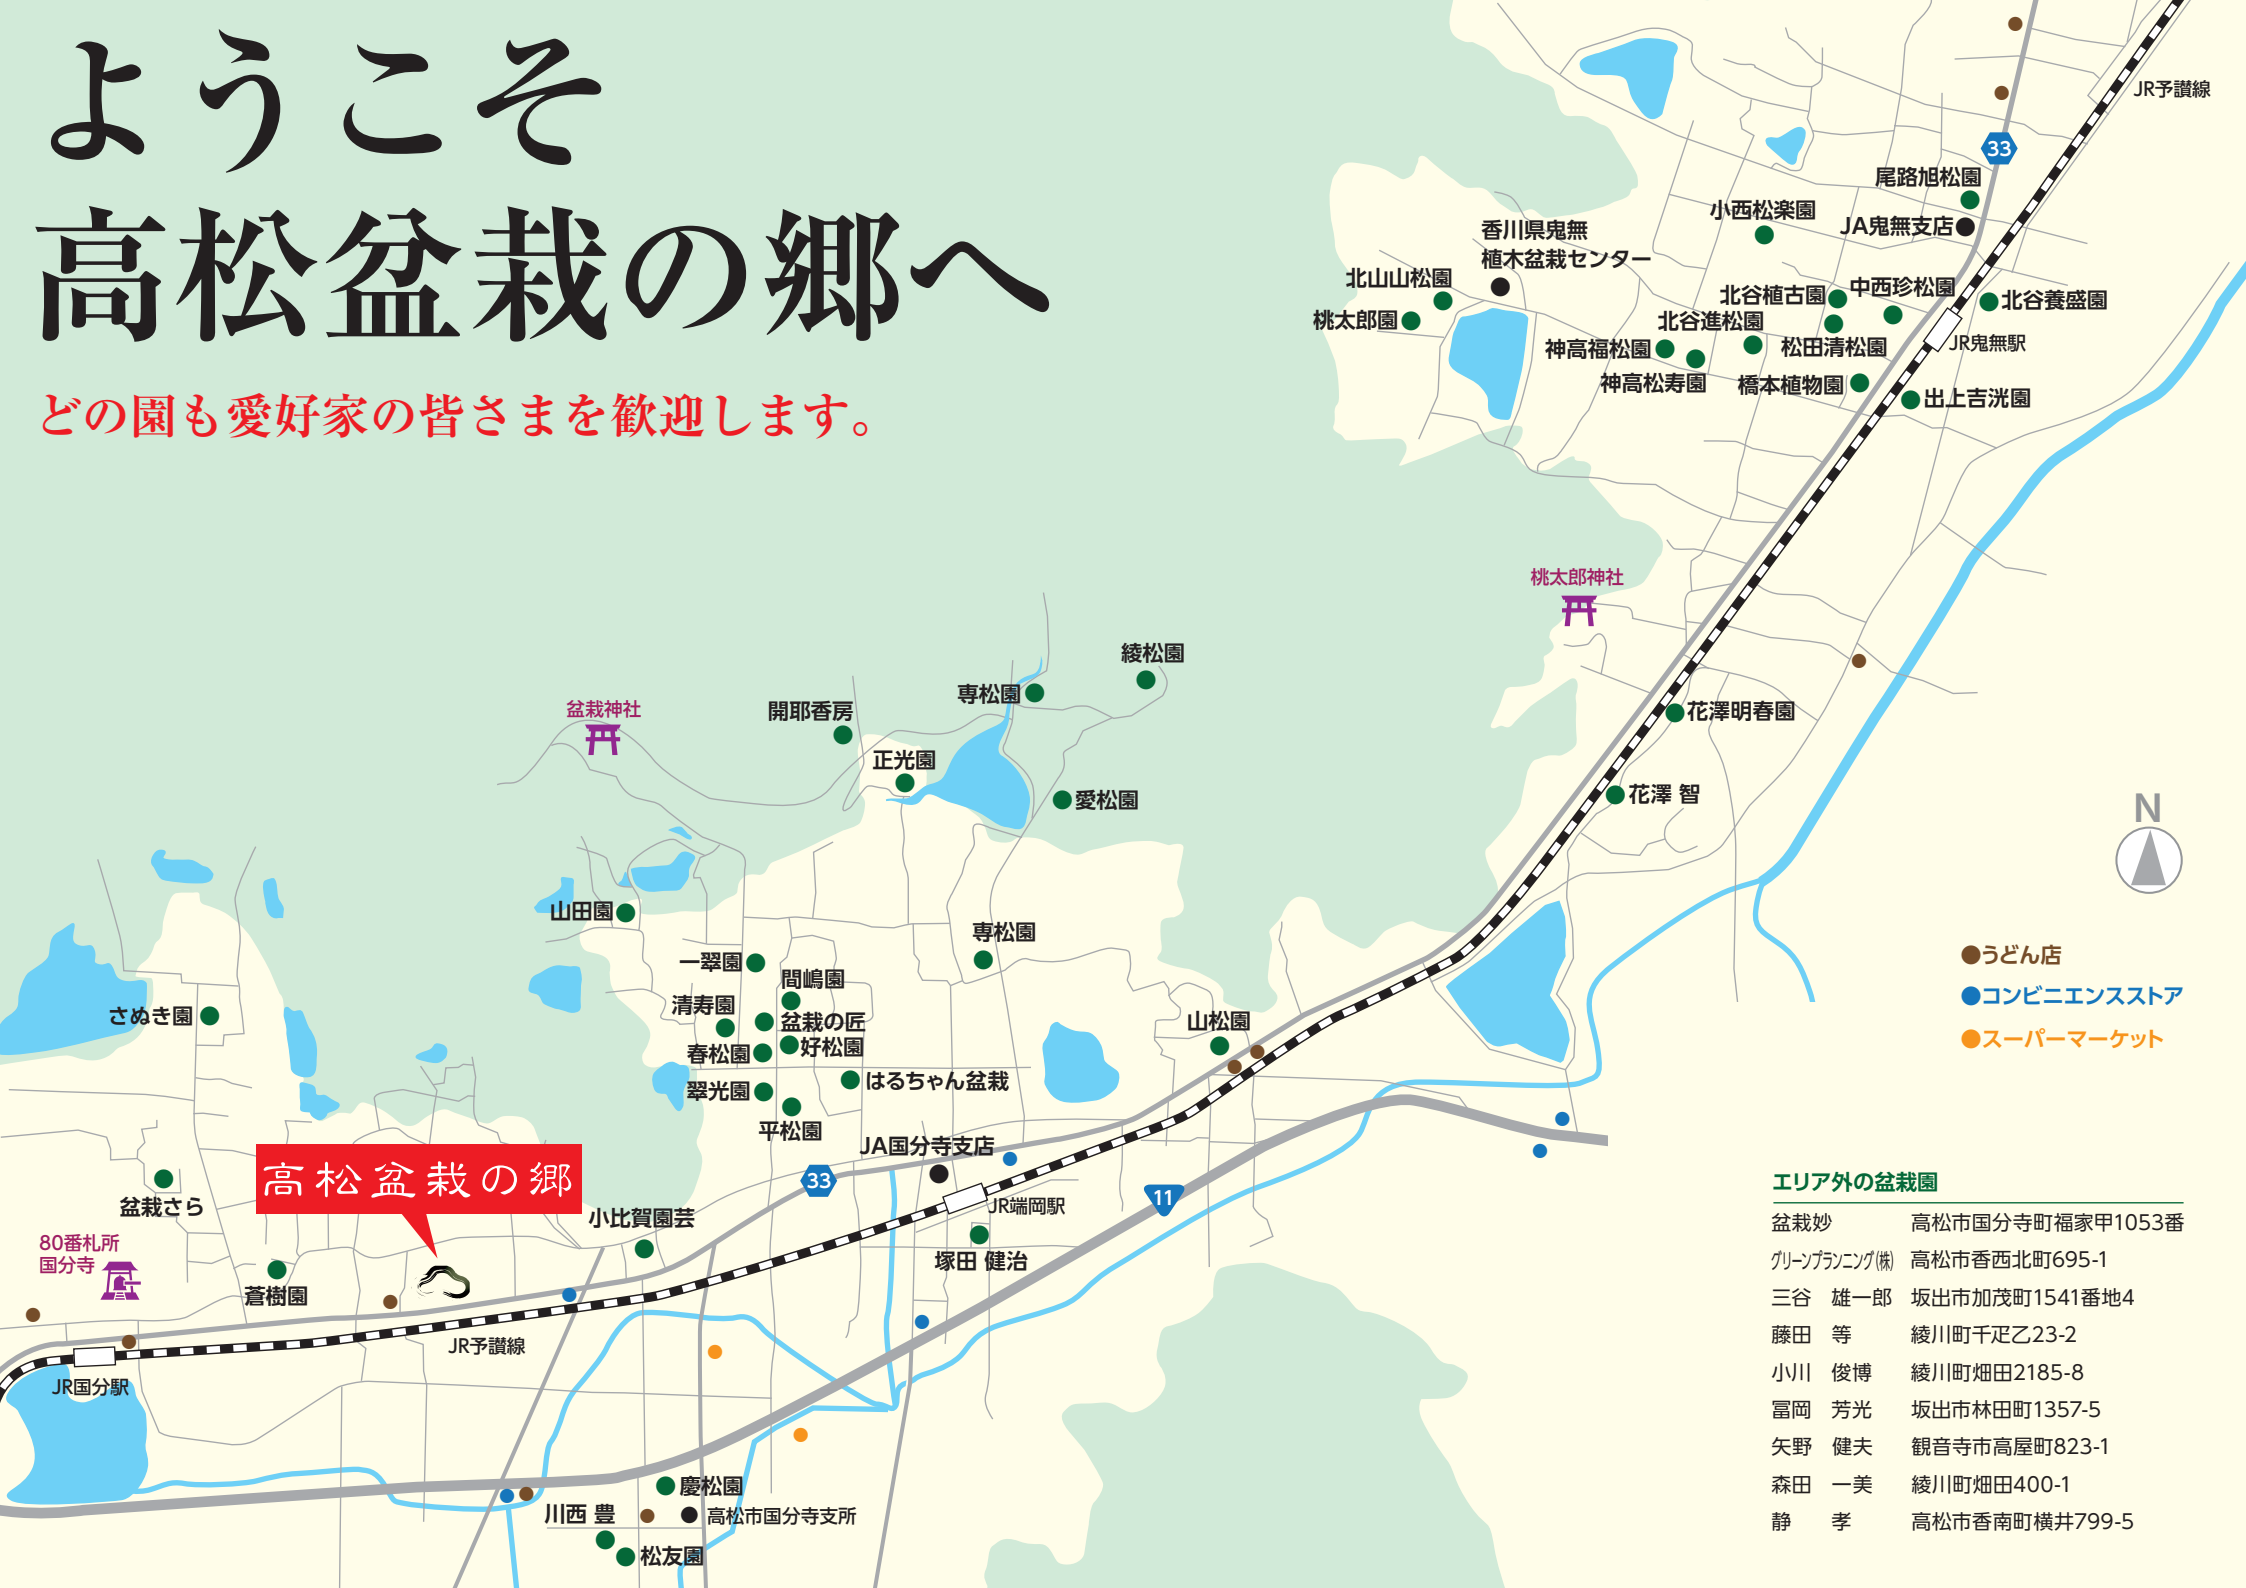 ようこそ
高松盆栽の郷へ
どの園も愛好家の皆さまを歓迎します。
JR予讃線
33
尾路旭松園
小西松楽園
JA鬼無支店
香川県鬼無
植木盆栽センター
北山山松園
桃太郎園
北谷植古園
中西珍松園
北谷養盛園
北谷進松園
神高福松園
松田清松園
JR鬼無駅
神高松寿園
橋本植物園
出上吉洸園
桃太郎神社
綾松園
専松園
盆栽神社
開耶香房
花澤明春園
正光園
愛松園
花澤 智
N
山田園
専松園
一翠園
間嶋園
清寿園
さぬき園
盆栽の匠
山松園
春松園
好松園
はるちゃん盆栽
翠光園
平松園
JA国分寺支店
高松盆栽の郷
33
11
盆栽さら
JR端岡駅
小比賀園芸
80番札所
国分寺
塚田 健治
蒼樹園
JR予讃線
JR国分駅
慶松園
川西 豊
高松市国分寺支所
松友園
うどん店
コンビニエンスストア
スーパーマーケット
エリア外の盆栽園
盆栽妙 高松市国分寺町福家甲1053番
グリーンプランニング(株) 高松市香西北町695-1
三谷 雄一郎 坂出市加茂町1541番地4
藤田 等 綾川町千疋乙23-2
小川 俊博 綾川町畑田2185-8
冨岡 芳光 坂出市林田町1357-5
矢野 健夫 観音寺市高屋町823-1
森田 一美 綾川町畑田400-1
静 孝 高松市香南町横井799-5